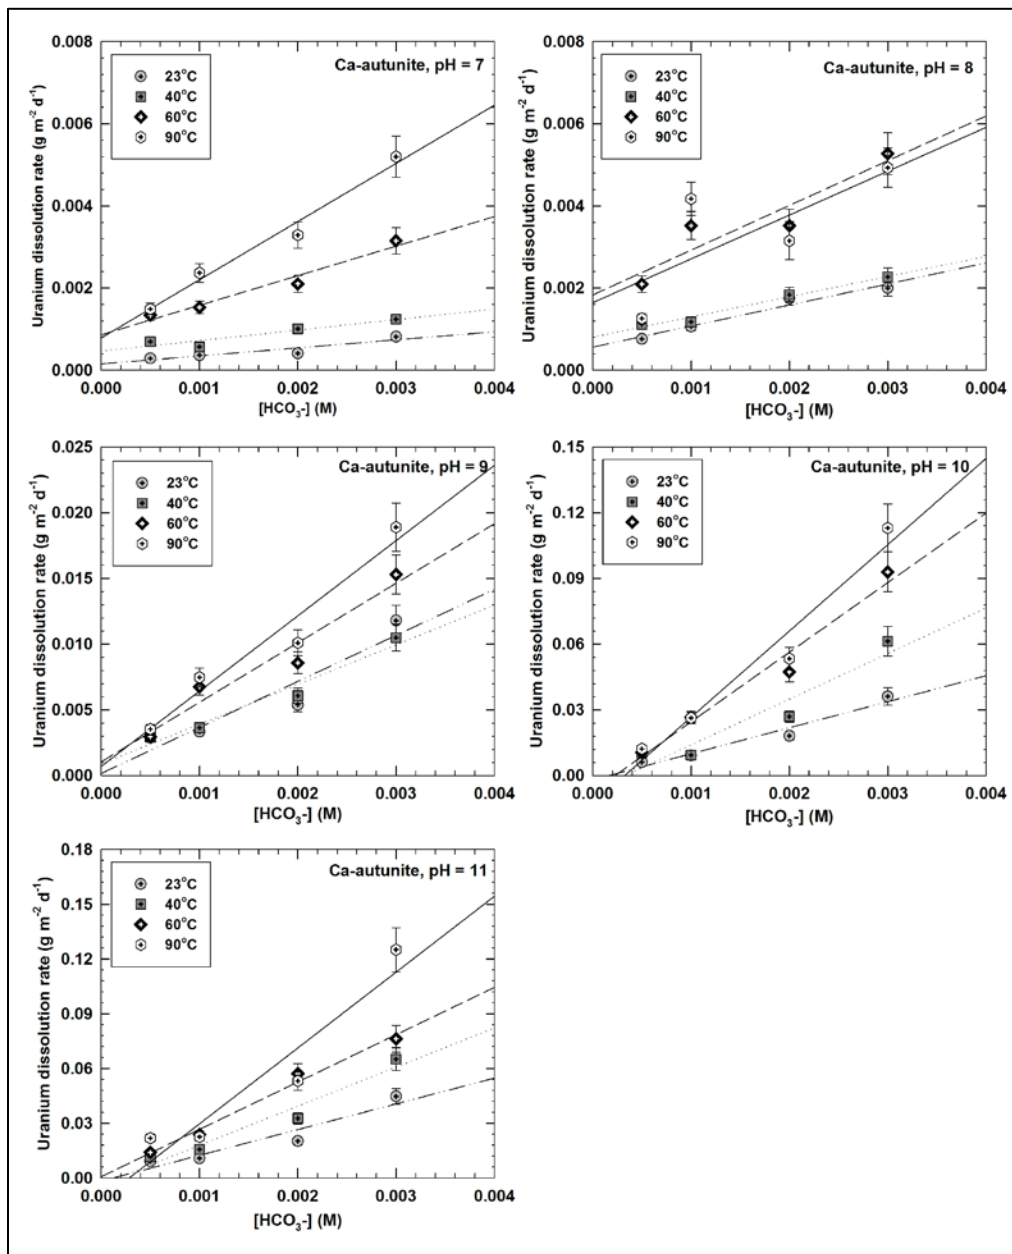 Ca-autunite, pH = 7
23°C
40°C
60°C
90°C
Uranium dissolution rate (g m⁻² d⁻¹)
0.008
0.006
0.004
0.002
0.000
0.000 0.001 0.002 0.003 0.004
[HCO₃-] (M)
Ca-autunite, pH = 8
23°C
40°C
60°C
90°C
Uranium dissolution rate (g m⁻² d⁻¹)
0.008
0.006
0.004
0.002
0.000
0.000 0.001 0.002 0.003 0.004
[HCO₃-] (M)
Ca-autunite, pH = 9
23°C
40°C
60°C
90°C
Uranium dissolution rate (g m⁻² d⁻¹)
0.025
0.020
0.015
0.010
0.005
0.000
0.000 0.001 0.002 0.003 0.004
[HCO₃-] (M)
Ca-autunite, pH = 10
23°C
40°C
60°C
90°C
Uranium dissolution rate (g m⁻² d⁻¹)
0.15
0.12
0.09
0.06
0.03
0.00
0.000 0.001 0.002 0.003 0.004
[HCO₃-] (M)
Ca-autunite, pH = 11
23°C
40°C
60°C
90°C
Uranium dissolution rate (g m⁻² d⁻¹)
0.18
0.15
0.12
0.09
0.06
0.03
0.00
0.000 0.001 0.002 0.003 0.004
[HCO₃-] (M)